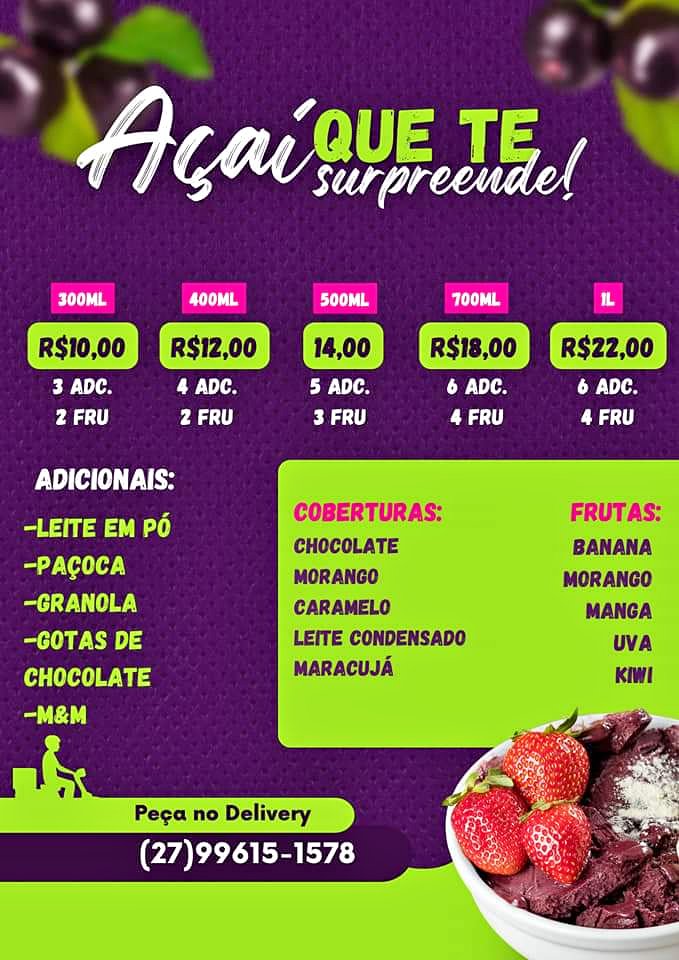 Açaí QUE TE
surpreende!
300ML 400ML 500ML 700ML 1L
R$10,00 R$12,00 14,00 R$18,00 R$22,00
3 ADC. 4 ADC. 5 ADC. 6 ADC. 6 ADC.
2 FRU 2 FRU 3 FRU 4 FRU 4 FRU
ADICIONAIS:
-LEITE EM PÓ
-PAÇOCA
-GRANOLA
-GOTAS DE
CHOCOLATE
-M&M
COBERTURAS:
CHOCOLATE
MORANGO
CARAMELO
LEITE CONDENSADO
MARACUJÁ
FRUTAS:
BANANA
MORANGO
MANGA
UVA
KIWI
Peça no Delivery
(27)99615-1578